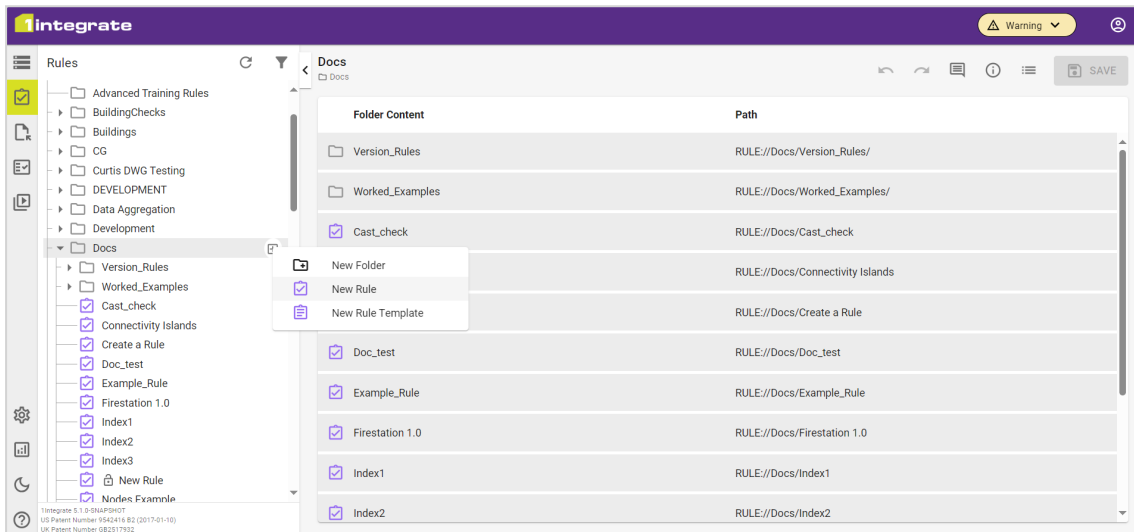 1integrate
Warning
Rules
Docs
Docs
SAVE
Advanced Training Rules
BuildingChecks
Buildings
CG
Curtis DWG Testing
DEVELOPMENT
Data Aggregation
Development
Docs
Version_Rules
Worked_Examples
Cast_check
Connectivity Islands
Create a Rule
Doc_test
Example_Rule
Firestation 1.0
Index1
Index2
Index3
New Rule
Nodes Example
1Integrate 5.1.0-SNAPSHOT
US Patent Number 9542416 B2 (2017-01-10)
UK Patent Number GB2517932
New Folder
New Rule
New Rule Template
Folder Content Path
Version_Rules RULE://Docs/Version_Rules/
Worked_Examples RULE://Docs/Worked_Examples/
Cast_check RULE://Docs/Cast_check
RULE://Docs/Connectivity Islands
RULE://Docs/Create a Rule
Doc_test RULE://Docs/Doc_test
Example_Rule RULE://Docs/Example_Rule
Firestation 1.0 RULE://Docs/Firestation 1.0
Index1 RULE://Docs/Index1
Index2 RULE://Docs/Index2